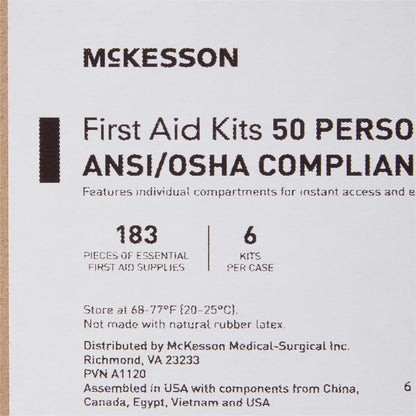 McKESSON
First Aid Kits 50 PERSO
ANSI/OSHA COMPLIAN
Features individual compartments for instant access and e
183
PIECES OF ESSENTIAL
FIRST AID SUPPLIES
6
KITS
PER CASE
Store at 68-77°F (20-25°C).
Not made with natural rubber latex.
Distributed by McKesson Medical-Surgical Inc.
Richmond, VA 23233
PVN A1120
Assembled in USA with components from China,
Canada, Egypt, Vietnam and USA
6